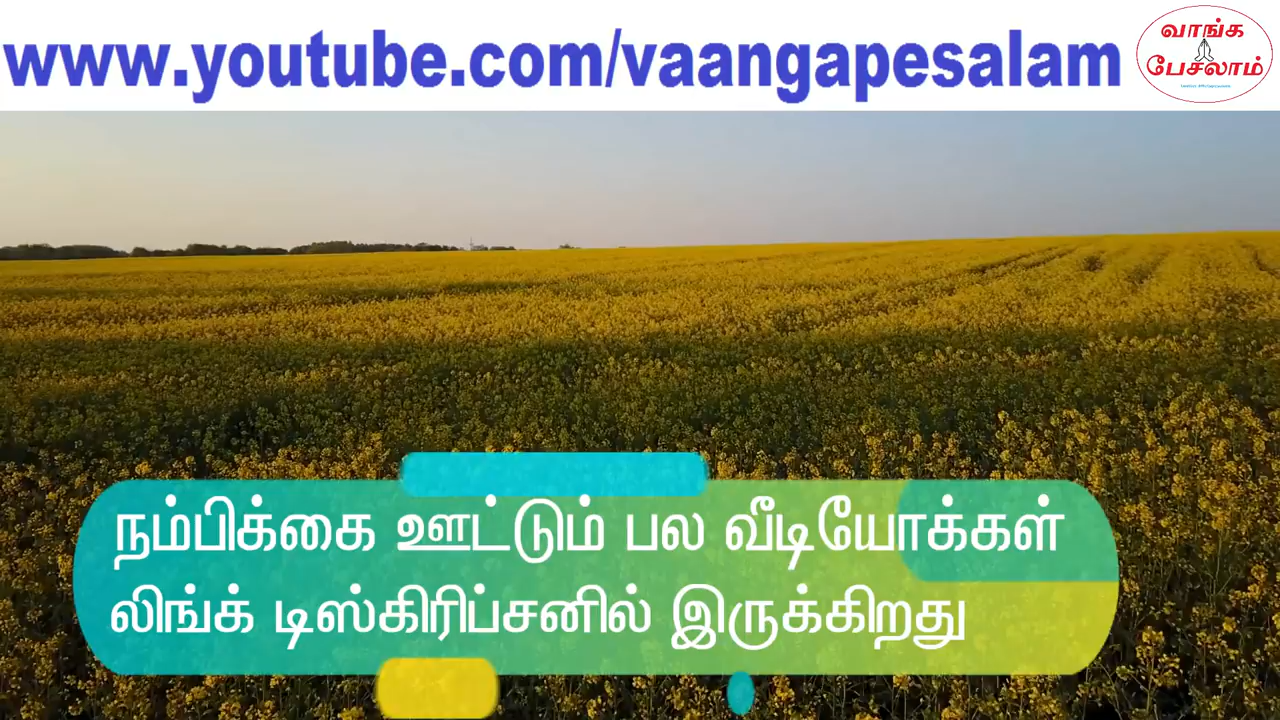 www.youtube.com/vaangapesalam
வாங்க
பேசலாம்
நம்பிக்கை ஊட்டும் பல வீடியோக்கள்
லிங்க் டிஸ்கிரிப்சனில் இருக்கிறது